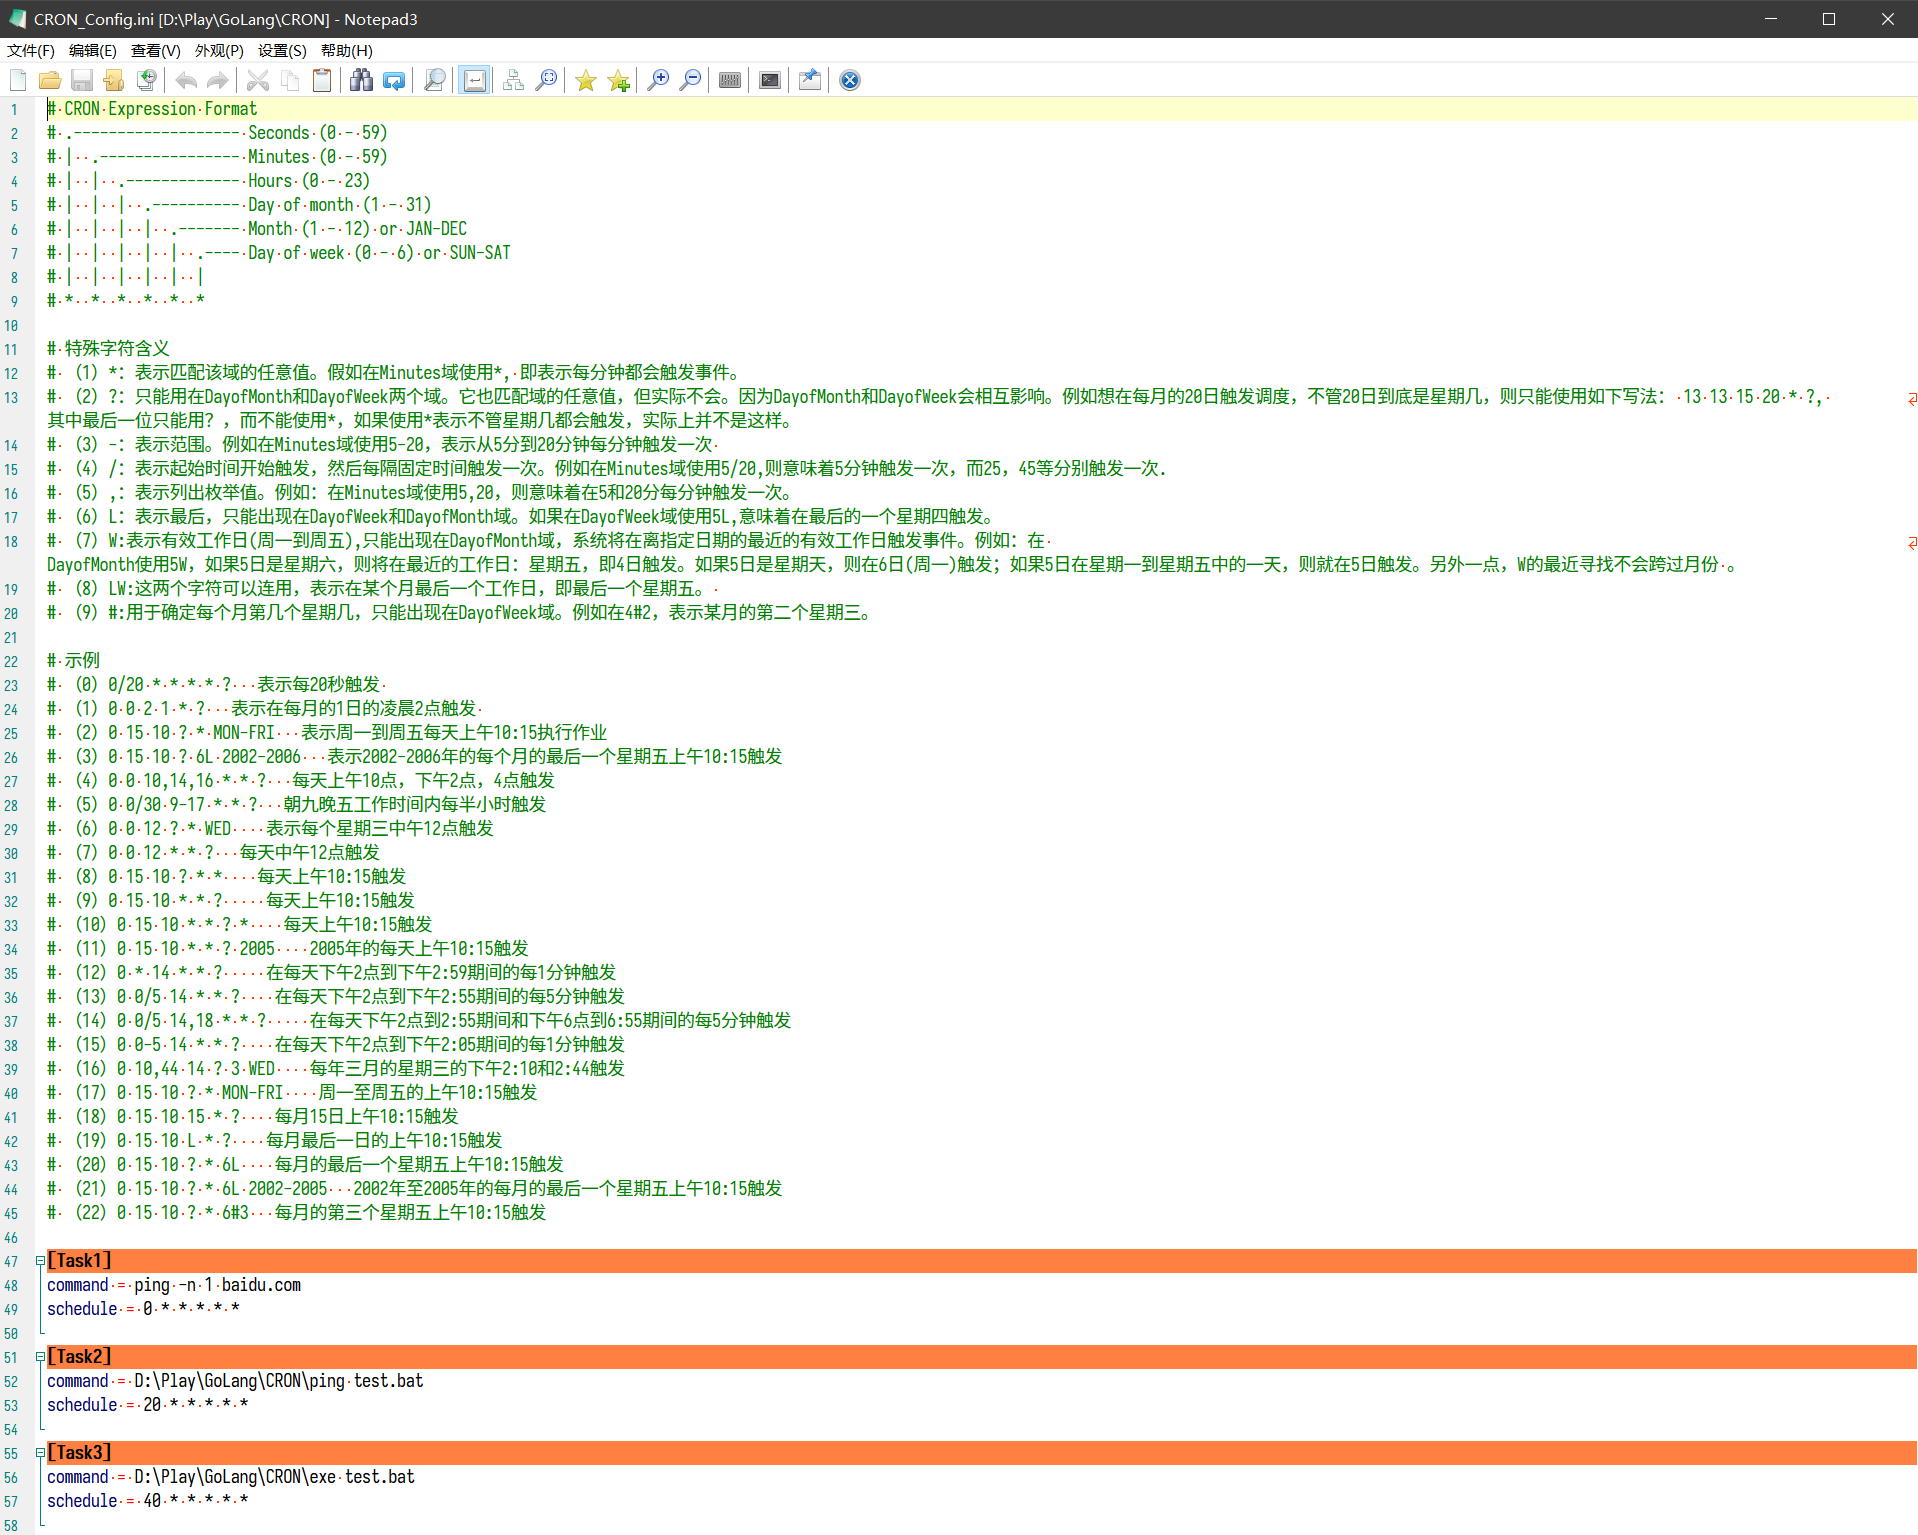 CRON_Config.ini [D:\Play\GoLang\CRON] - Notepad3
文件(F) 编辑(E) 查看(V) 外观(P) 设置(S) 帮助(H)
1 # CRON Expression Format
2 # .------------------- Seconds (0 - 59)
3 # |  .---------------- Minutes (0 - 59)
4 # |  |  .------------- Hours (0 - 23)
5 # |  |  |  .---------- Day of month (1 - 31)
6 # |  |  |  |  .------- Month (1 - 12) or JAN-DEC
7 # |  |  |  |  |  .---- Day of week (0 - 6) or SUN-SAT
8 # |  |  |  |  |  |
9 # *  *  *  *  *  *
10
11 # 特殊字符含义
12 # （1）*：表示匹配该域的任意值。假如在Minutes域使用*, 即表示每分钟都会触发事件。
13 # （2）?：只能用在DayofMonth和DayofWeek两个域。它也匹配域的任意值，但实际不会。因为DayofMonth和DayofWeek会相互影响。例如想在每月的20日触发调度，不管20日到底是星期几，则只能使用如下写法： 13 13 15 20 * ?,
其中最后一位只能用？，而不能使用*，如果使用*表示不管星期几都会触发，实际上并不是这样。
14 # （3）-：表示范围。例如在Minutes域使用5-20，表示从5分到20分钟每分钟触发一次
15 # （4）/：表示起始时间开始触发，然后每隔固定时间触发一次。例如在Minutes域使用5/20,则意味着5分钟触发一次，而25，45等分别触发一次.
16 # （5）,：表示列出枚举值。例如：在Minutes域使用5,20，则意味着在5和20分每分钟触发一次。
17 # （6）L：表示最后，只能出现在DayofWeek和DayofMonth域。如果在DayofWeek域使用5L,意味着在最后的一个星期四触发。
18 # （7）W:表示有效工作日(周一到周五),只能出现在DayofMonth域，系统将在离指定日期的最近的有效工作日触发事件。例如：在
DayofMonth使用5W，如果5日是星期六，则将在最近的工作日：星期五，即4日触发。如果5日是星期天，则在6日(周一)触发；如果5日在星期一到星期五中的一天，则就在5日触发。另外一点，W的最近寻找不会跨过月份 。
19 # （8）LW:这两个字符可以连用，表示在某个月最后一个工作日，即最后一个星期五。
20 # （9）#:用于确定每个月第几个星期几，只能出现在DayofWeek域。例如在4#2，表示某月的第二个星期三。
21
22 # 示例
23 # （0）0/20 * * * * ?   表示每20秒触发
24 # （1）0 0 2 1 * ?   表示在每月的1日的凌晨2点触发
25 # （2）0 15 10 ? * MON-FRI   表示周一到周五每天上午10:15执行作业
26 # （3）0 15 10 ? 6L 2002-2006   表示2002-2006年的每个月的最后一个星期五上午10:15触发
27 # （4）0 0 10,14,16 * * ?   每天上午10点，下午2点，4点触发
28 # （5）0 0/30 9-17 * * ?   朝九晚五工作时间内每半小时触发
29 # （6）0 0 12 ? * WED    表示每个星期三中午12点触发
30 # （7）0 0 12 * * ?   每天中午12点触发
31 # （8）0 15 10 ? * *    每天上午10:15触发
32 # （9）0 15 10 * * ?     每天上午10:15触发
33 # （10）0 15 10 * * ? *    每天上午10:15触发
34 # （11）0 15 10 * * ? 2005    2005年的每天上午10:15触发
35 # （12）0 * 14 * * ?     在每天下午2点到下午2:59期间的每1分钟触发
36 # （13）0 0/5 14 * * ?    在每天下午2点到下午2:55期间的每5分钟触发
37 # （14）0 0/5 14,18 * * ?     在每天下午2点到2:55期间和下午6点到6:55期间的每5分钟触发
38 # （15）0 0-5 14 * * ?    在每天下午2点到下午2:05期间的每1分钟触发
39 # （16）0 10,44 14 ? 3 WED    每年三月的星期三的下午2:10和2:44触发
40 # （17）0 15 10 ? * MON-FRI    周一至周五的上午10:15触发
41 # （18）0 15 10 15 * ?    每月15日上午10:15触发
42 # （19）0 15 10 L * ?    每月最后一日的上午10:15触发
43 # （20）0 15 10 ? * 6L    每月的最后一个星期五上午10:15触发
44 # （21）0 15 10 ? * 6L 2002-2005   2002年至2005年的每月的最后一个星期五上午10:15触发
45 # （22）0 15 10 ? * 6#3   每月的第三个星期五上午10:15触发
46
47 [Task1]
48 command = ping -n 1 baidu.com
49 schedule = 0 * * * * *
50
51 [Task2]
52 command = D:\Play\GoLang\CRON\ping test.bat
53 schedule = 20 * * * * *
54
55 [Task3]
56 command = D:\Play\GoLang\CRON\exe test.bat
57 schedule = 40 * * * * *
58